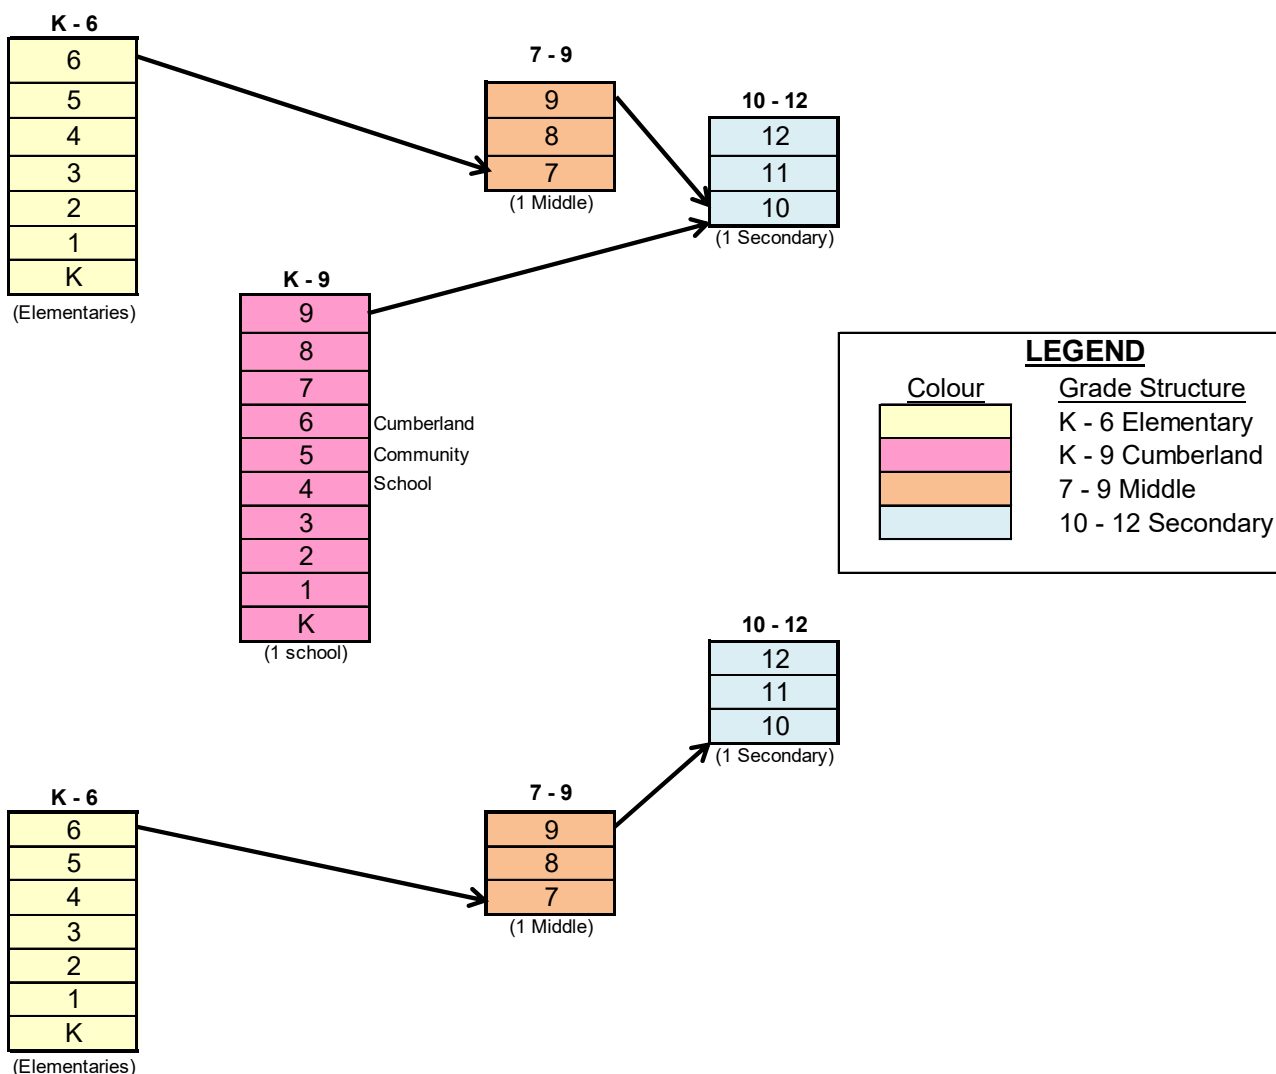 K - 6
6
5
4
3
2
1
K
(Elementaries)
7 - 9
9
8
7
(1 Middle)
10 - 12
12
11
10
(1 Secondary)
K - 9
9
8
7
6
5
4
3
2
1
K
(1 school)
Cumberland
Community
School
LEGEND
Colour Grade Structure
K - 6 Elementary
K - 9 Cumberland
7 - 9 Middle
10 - 12 Secondary
10 - 12
12
11
10
(1 Secondary)
K - 6
6
5
4
3
2
1
K
(Elementaries)
7 - 9
9
8
7
(1 Middle)